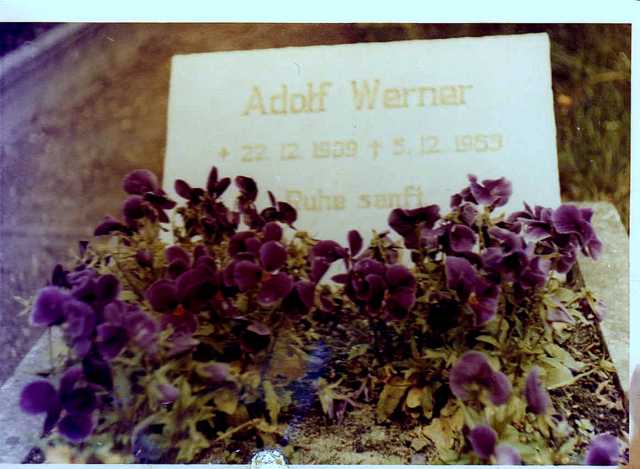 Adolf Werner
+ 22.12.1939 † 5.12.1953
Ruhe sanft